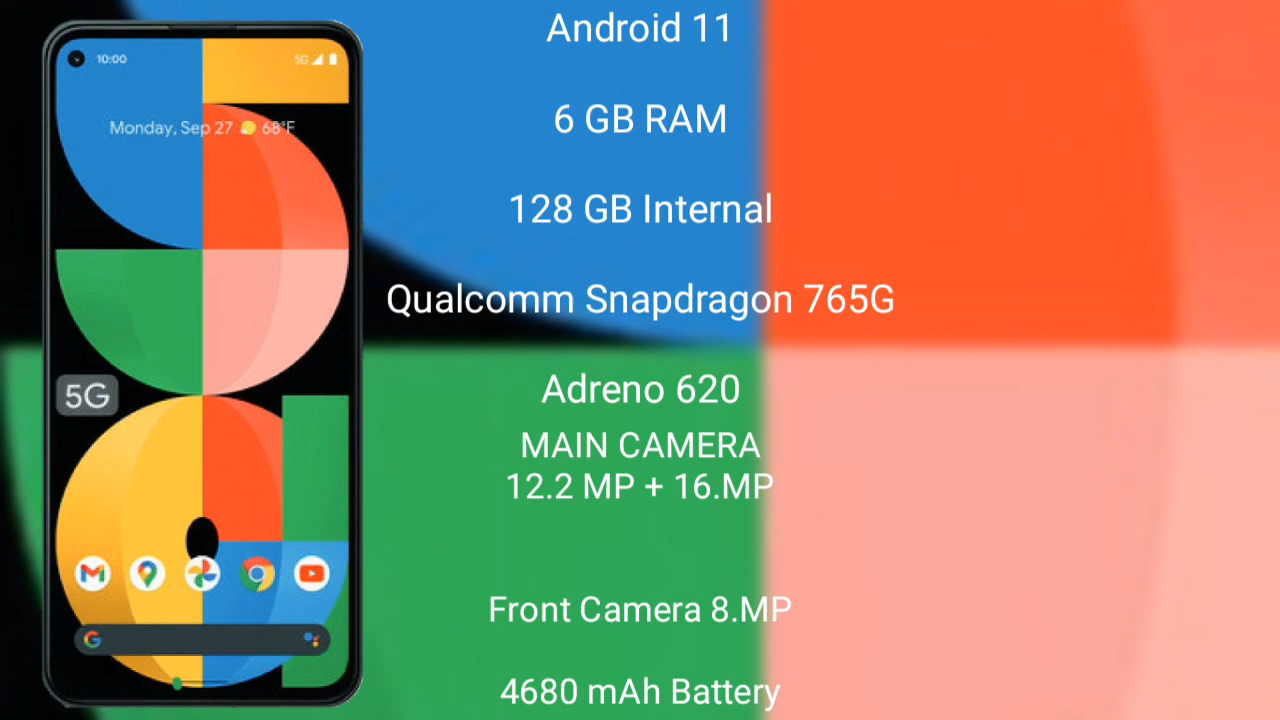 10:00
5G
Monday, Sep 27 68°F
5G
Android 11
6 GB RAM
128 GB Internal
Qualcomm Snapdragon 765G
Adreno 620
MAIN CAMERA
12.2 MP + 16.MP
Front Camera 8.MP
4680 mAh Battery